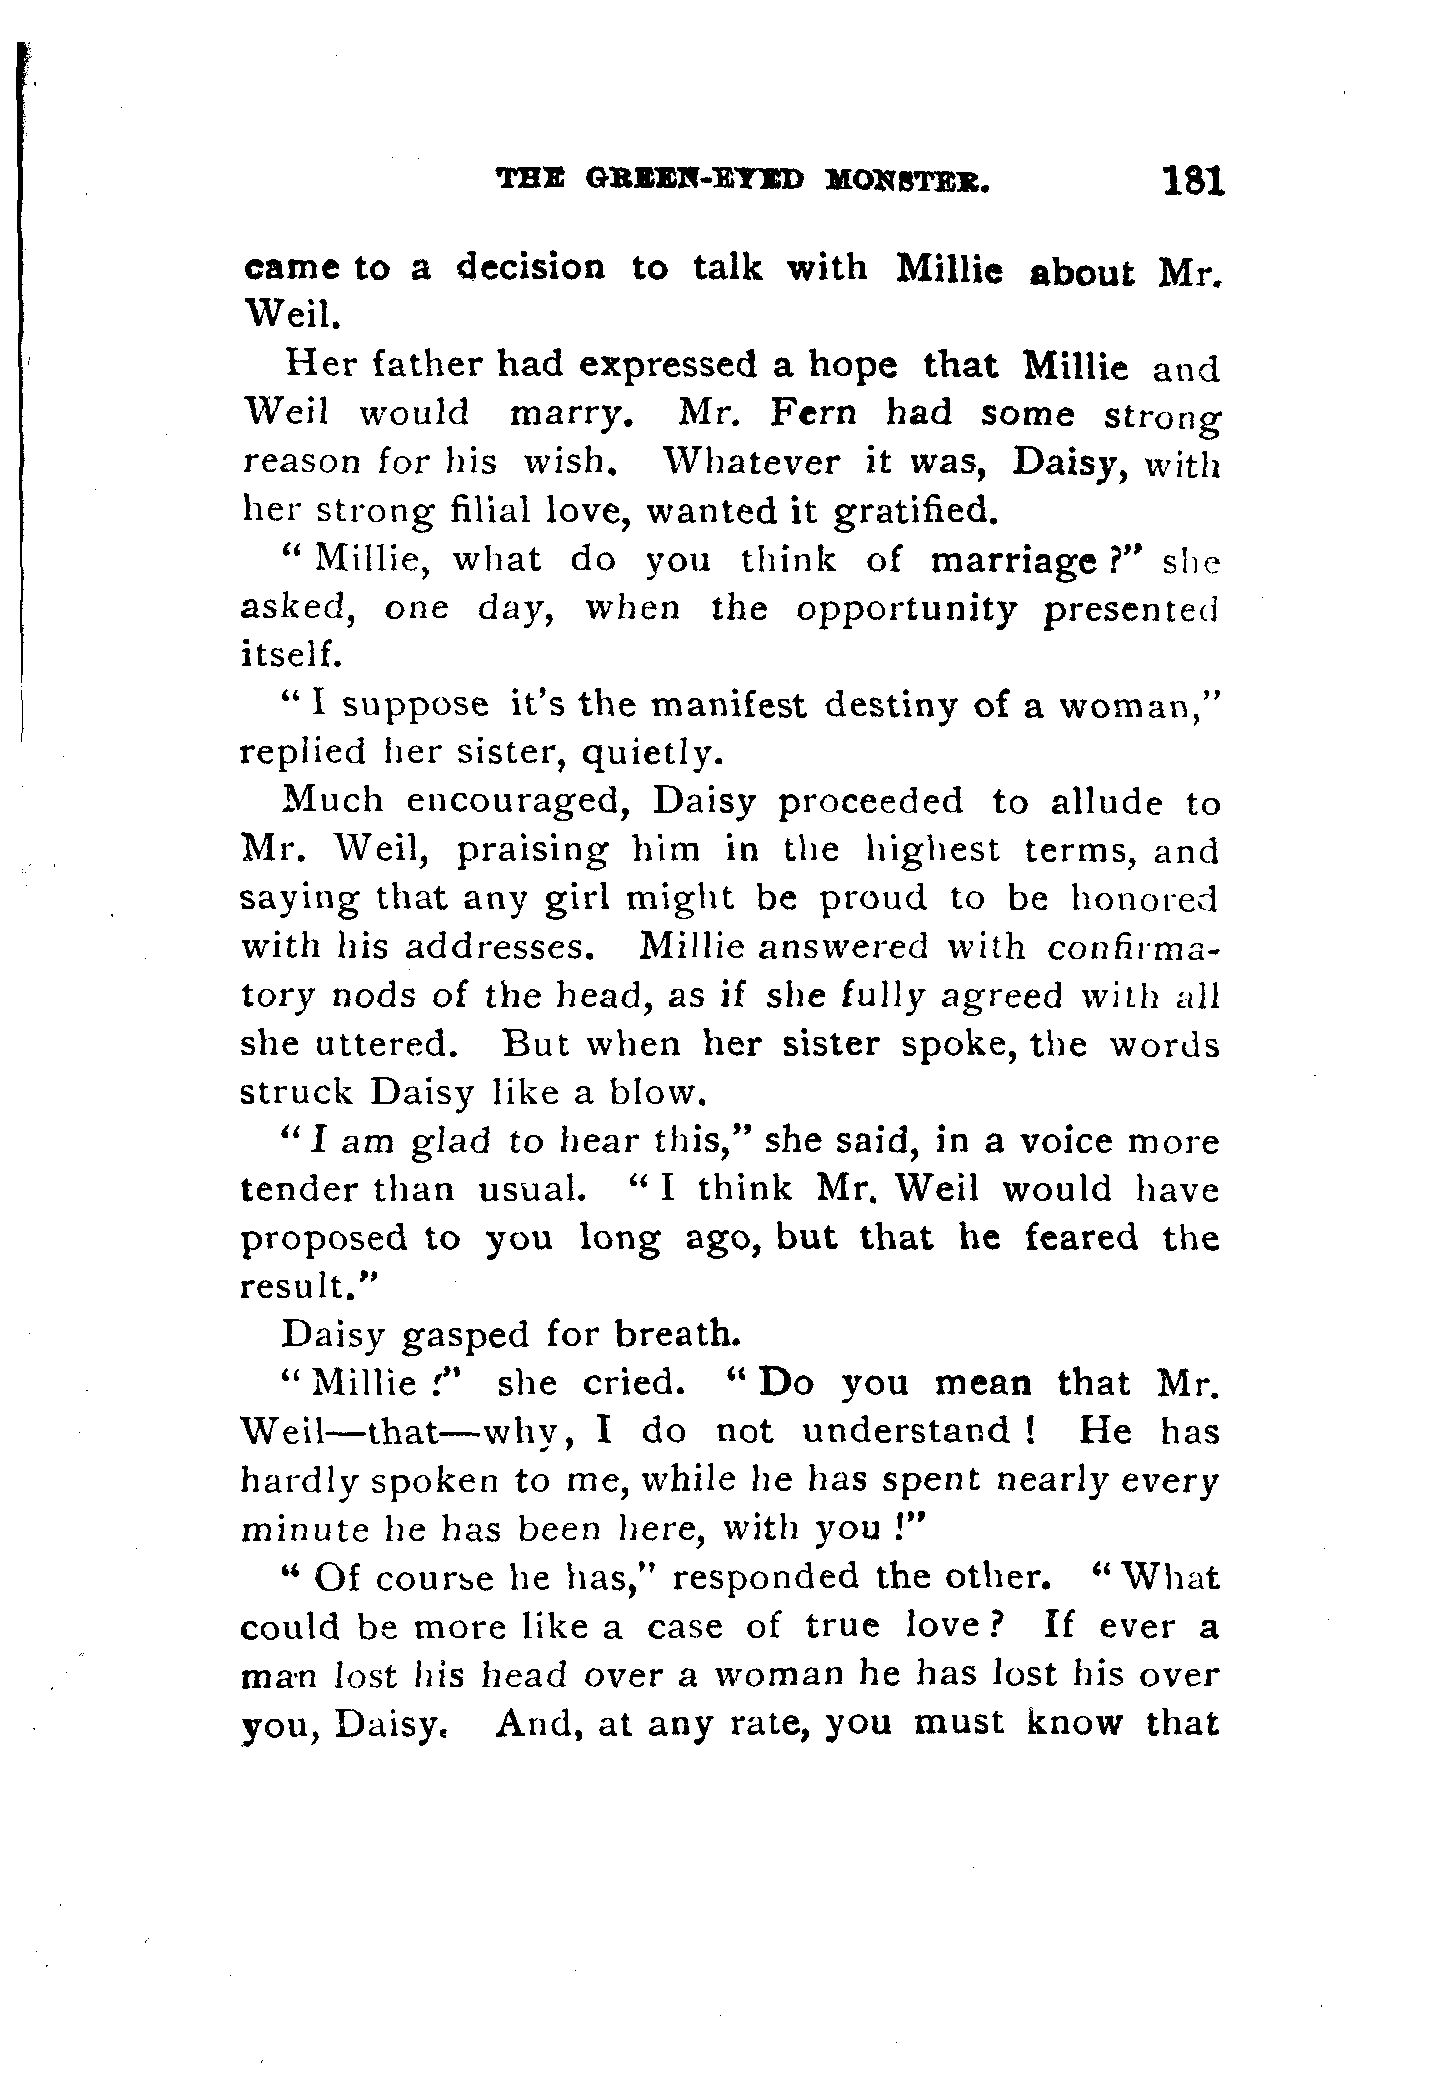 THE GREEN-EYED MONSTER. 181
came to a decision to talk with Millie about Mr.
Weil.
Her father had expressed a hope that Millie and
Weil would marry. Mr. Fern had some strong
reason for his wish. Whatever it was, Daisy, with
her strong filial love, wanted it gratified.
“ Millie, what do you think of marriage ?” she
asked, one day, when the opportunity presented
itself.
“ I suppose it's the manifest destiny of a woman,”
replied her sister, quietly.
Much encouraged, Daisy proceeded to allude to
Mr. Weil, praising him in the highest terms, and
saying that any girl might be proud to be honored
with his addresses. Millie answered with confirma-
tory nods of the head, as if she fully agreed with all
she uttered. But when her sister spoke, the words
struck Daisy like a blow.
“ I am glad to hear this,” she said, in a voice more
tender than usual. “ I think Mr. Weil would have
proposed to you long ago, but that he feared the
result.”
Daisy gasped for breath.
“ Millie !” she cried. “ Do you mean that Mr.
Weil—that—why, I do not understand ! He has
hardly spoken to me, while he has spent nearly every
minute he has been here, with you !”
“ Of course he has,” responded the other. “ What
could be more like a case of true love ? If ever a
man lost his head over a woman he has lost his over
you, Daisy. And, at any rate, you must know that